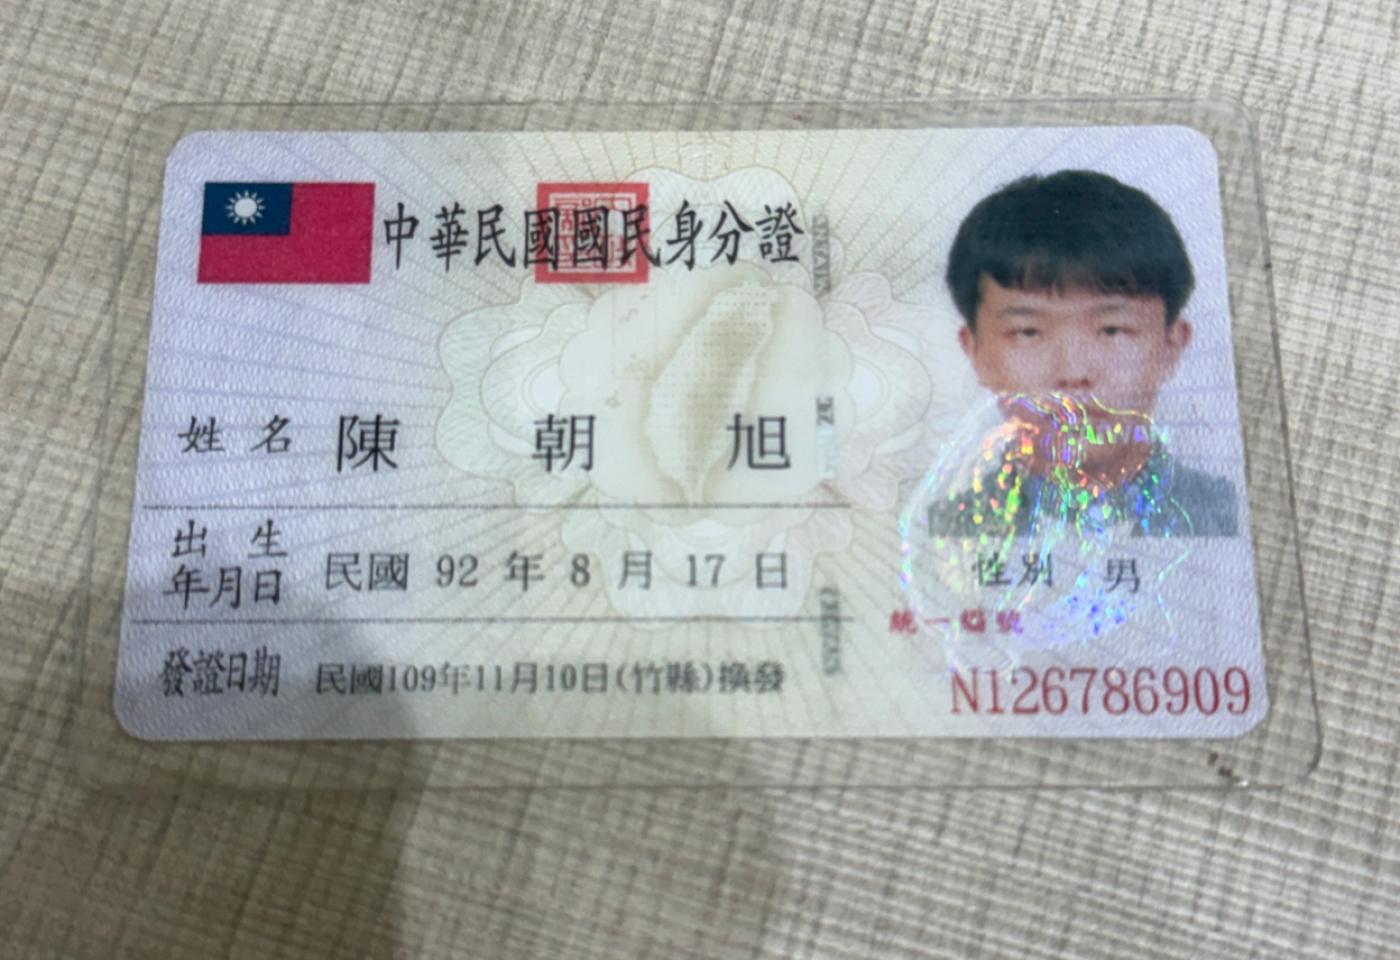 中華民國國民身分證
姓名 陳朝旭
出生年月日 民國 92 年 8 月 17 日
發證日期 民國109年11月10日(竹縣)換發
性別 男
統一編號
N126786909
TAIWAN